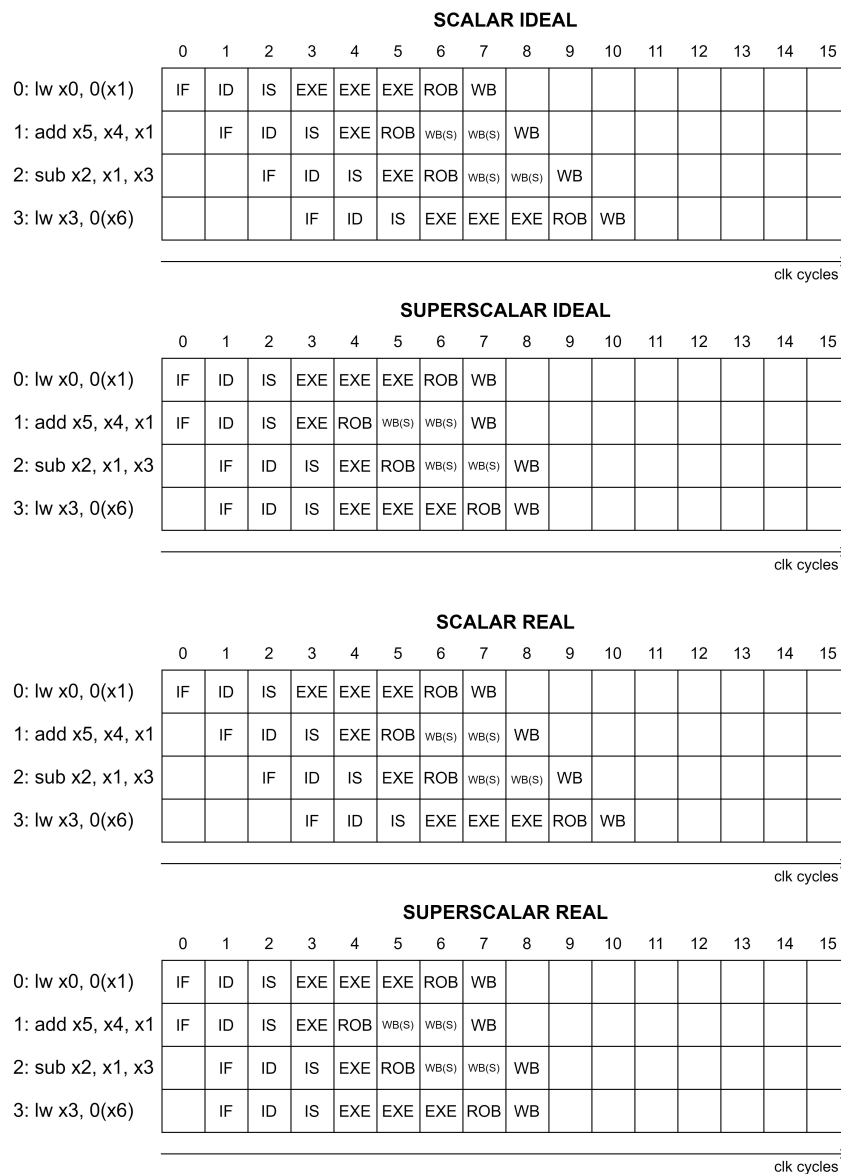 SCALAR IDEAL
0 1 2 3 4 5 6 7 8 9 10 11 12 13 14 15
0: lw x0, 0(x1) IF ID IS EXE EXE EXE ROB WB
1: add x5, x4, x1 IF ID IS EXE ROB WB(S) WB(S) WB
2: sub x2, x1, x3 IF ID IS EXE ROB WB(S) WB(S) WB
3: lw x3, 0(x6) IF ID IS EXE EXE EXE ROB WB
clk cycles
SUPERSCALAR IDEAL
0 1 2 3 4 5 6 7 8 9 10 11 12 13 14 15
0: lw x0, 0(x1) IF ID IS EXE EXE EXE ROB WB
1: add x5, x4, x1 IF ID IS EXE ROB WB(S) WB(S) WB
2: sub x2, x1, x3 IF ID IS EXE ROB WB(S) WB(S) WB
3: lw x3, 0(x6) IF ID IS EXE EXE EXE ROB WB
clk cycles
SCALAR REAL
0 1 2 3 4 5 6 7 8 9 10 11 12 13 14 15
0: lw x0, 0(x1) IF ID IS EXE EXE EXE ROB WB
1: add x5, x4, x1 IF ID IS EXE ROB WB(S) WB(S) WB
2: sub x2, x1, x3 IF ID IS EXE ROB WB(S) WB(S) WB
3: lw x3, 0(x6) IF ID IS EXE EXE EXE ROB WB
clk cycles
SUPERSCALAR REAL
0 1 2 3 4 5 6 7 8 9 10 11 12 13 14 15
0: lw x0, 0(x1) IF ID IS EXE EXE EXE ROB WB
1: add x5, x4, x1 IF ID IS EXE ROB WB(S) WB(S) WB
2: sub x2, x1, x3 IF ID IS EXE ROB WB(S) WB(S) WB
3: lw x3, 0(x6) IF ID IS EXE EXE EXE ROB WB
clk cycles